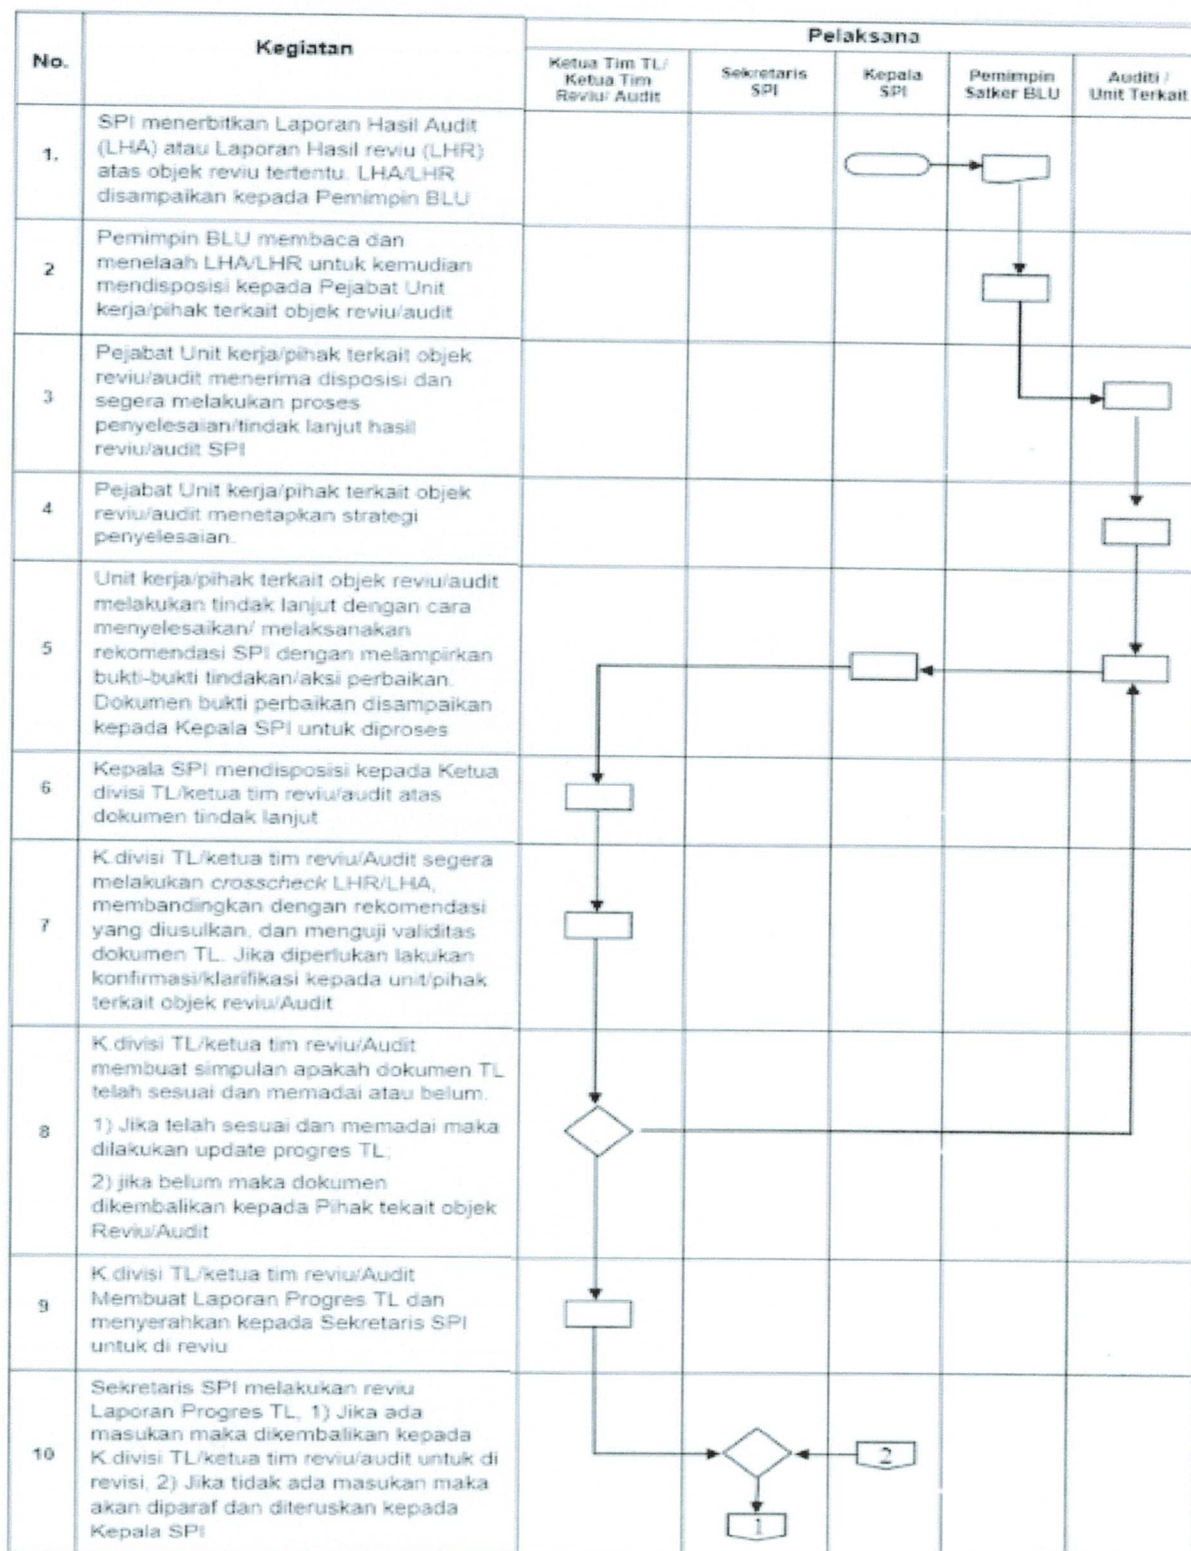 No.
Kegiatan
Pelaksana
Ketua Tim TL/
Ketua Tim
Reviu/ Audit
Sekretaris
SPI
Kepala
SPI
Pemimpin
Satker BLU
Auditi /
Unit Terkait
1.
SPI menerbitkan Laporan Hasil Audit
(LHA) atau Laporan Hasil reviu (LHR)
atas objek reviu tertentu. LHA/LHR
disampaikan kepada Pemimpin BLU
2
Pemimpin BLU membaca dan
menelaah LHA/LHR untuk kemudian
mendisposisi kepada Pejabat Unit
kerja/pihak terkait objek reviu/audit
3
Pejabat Unit kerja/pihak terkait objek
reviu/audit menerima disposisi dan
segera melakukan proses
penyelesaian/tindak lanjut hasil
reviu/audit SPI
4
Pejabat Unit kerja/pihak terkait objek
reviu/audit menetapkan strategi
penyelesaian.
5
Unit kerja/pihak terkait objek reviu/audit
melakukan tindak lanjut dengan cara
menyelesaikan/ melaksanakan
rekomendasi SPI dengan melampirkan
bukti-bukti tindakan/aksi perbaikan.
Dokumen bukti perbaikan disampaikan
kepada Kepala SPI untuk diproses
6
Kepala SPI mendisposisi kepada Ketua
divisi TL/ketua tim reviu/audit atas
dokumen tindak lanjut
7
K.divisi TL/ketua tim reviu/Audit segera
melakukan crosscheck LHR/LHA,
membandingkan dengan rekomendasi
yang diusulkan, dan menguji validitas
dokumen TL. Jika diperlukan lakukan
konfirmasi/klarifikasi kepada unit/pihak
terkait objek reviu/Audit
8
K.divisi TL/ketua tim reviu/Audit
membuat simpulan apakah dokumen TL
telah sesuai dan memadai atau belum.
1) Jika telah sesuai dan memadai maka
dilakukan update progres TL;
2) jika belum maka dokumen
dikembalikan kepada Pihak tekait objek
Reviu/Audit
9
K.divisi TL/ketua tim reviu/Audit
Membuat Laporan Progres TL dan
menyerahkan kepada Sekretaris SPI
untuk di reviu
10
Sekretaris SPI melakukan reviu
Laporan Progres TL, 1) Jika ada
masukan maka dikembalikan kepada
K.divisi TL/ketua tim reviu/audit untuk di
revisi, 2) Jika tidak ada masukan maka
akan diparaf dan diteruskan kepada
Kepala SPI
2
1